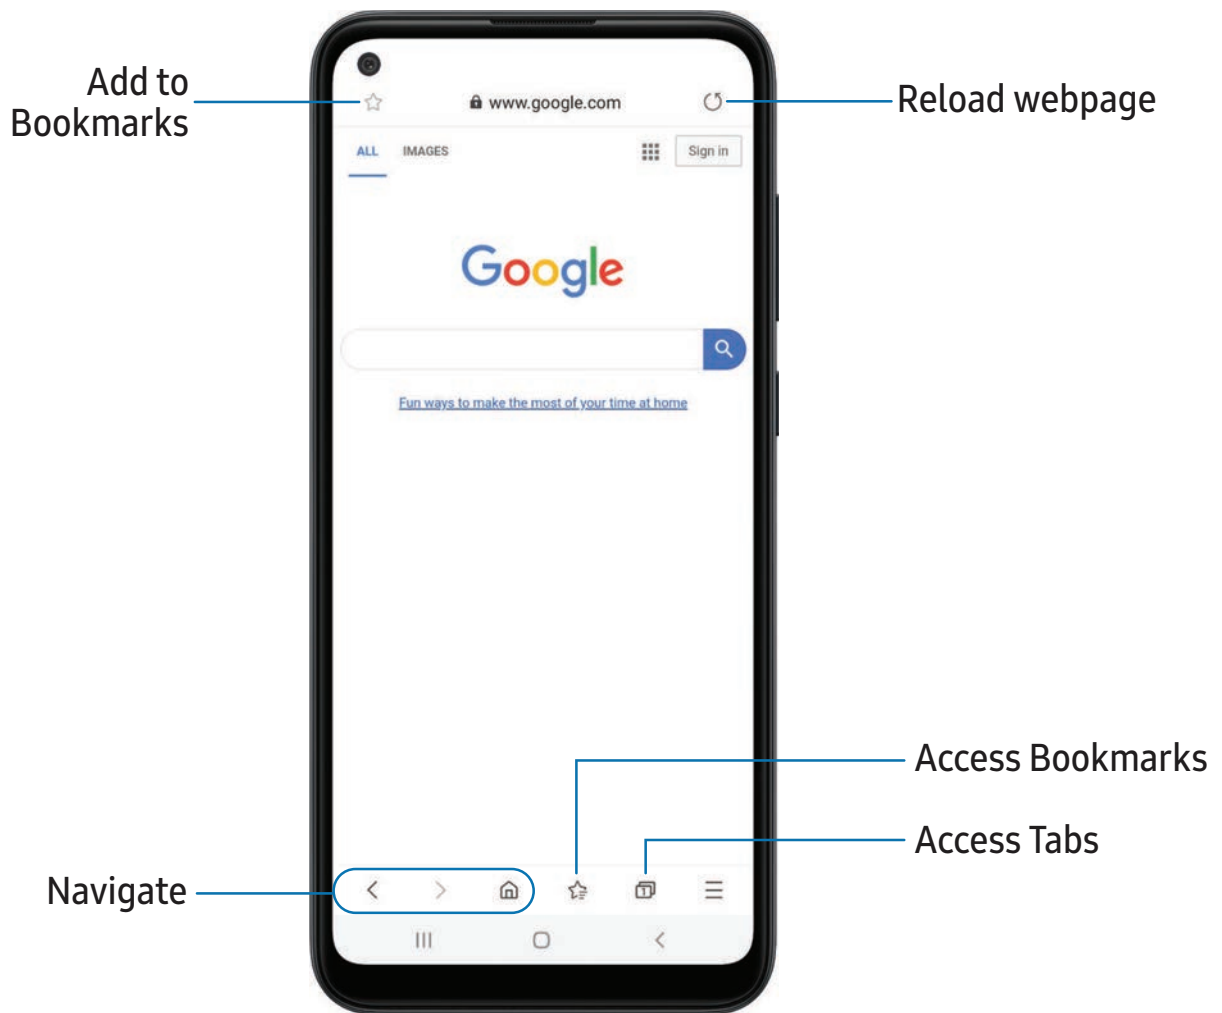 Add to
Bookmarks
www.google.com
Reload webpage
ALL IMAGES
Sign in
Google
Fun ways to make the most of your time at home
Access Bookmarks
Access Tabs
Navigate
1